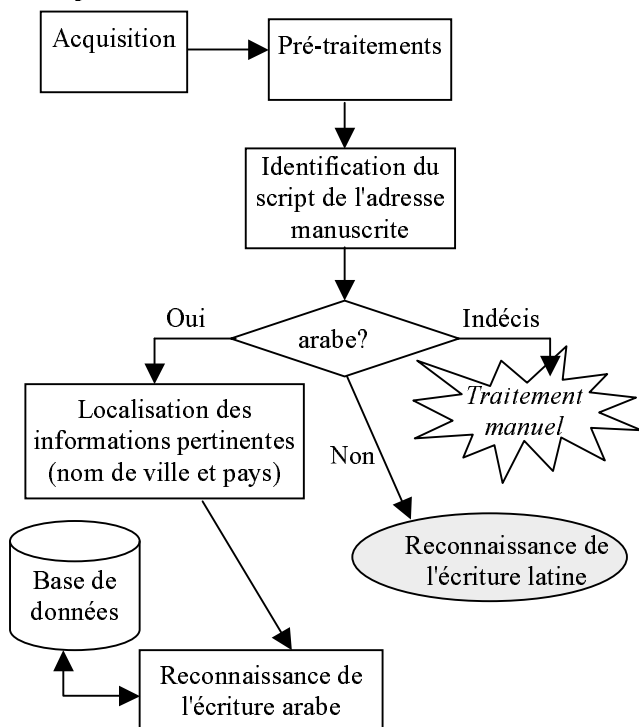 Acquisition
Pré-traitements
Identification du
script de l'adresse
manuscrite
Oui
arabe?
Indécis
Localisation des
informations pertinentes
(nom de ville et pays)
Traitement
manuel
Non
Reconnaissance de
l'écriture latine
Base de
données
Reconnaissance de
l'écriture arabe